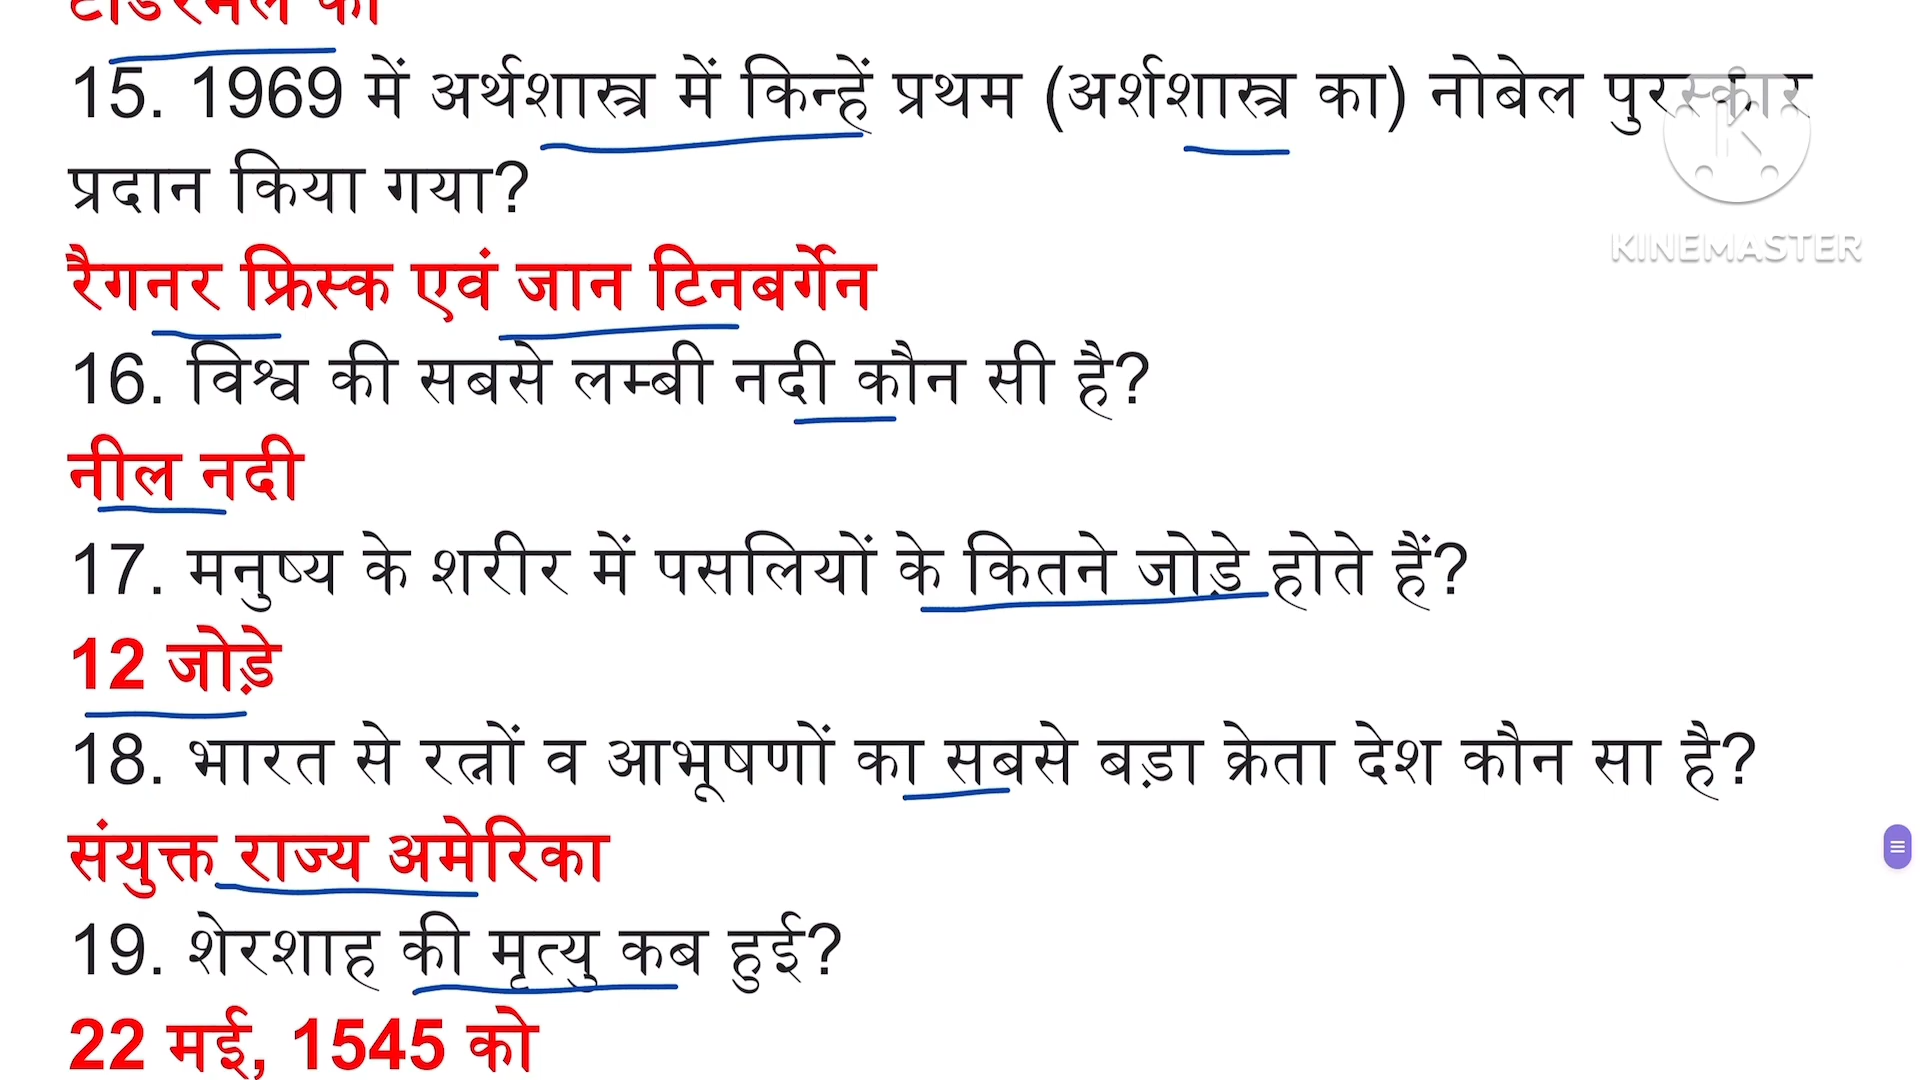 15. 1969 में अर्थशास्त्र में किन्हें प्रथम (अर्शशास्त्र का) नोबेल पुरस्कार
प्रदान किया गया?
KINEMASTER
रैगनर फ्रिस्क एवं जान टिनबर्गेन
16. विश्व की सबसे लम्बी नदी कौन सी है?
नील नदी
17. मनुष्य के शरीर में पसलियों के कितने जोड़े होते हैं?
12 जोड़े
18. भारत से रत्नों व आभूषणों का सबसे बड़ा क्रेता देश कौन सा है?
संयुक्त राज्य अमेरिका
19. शेरशाह की मृत्यु कब हुई?
22 मई, 1545 को